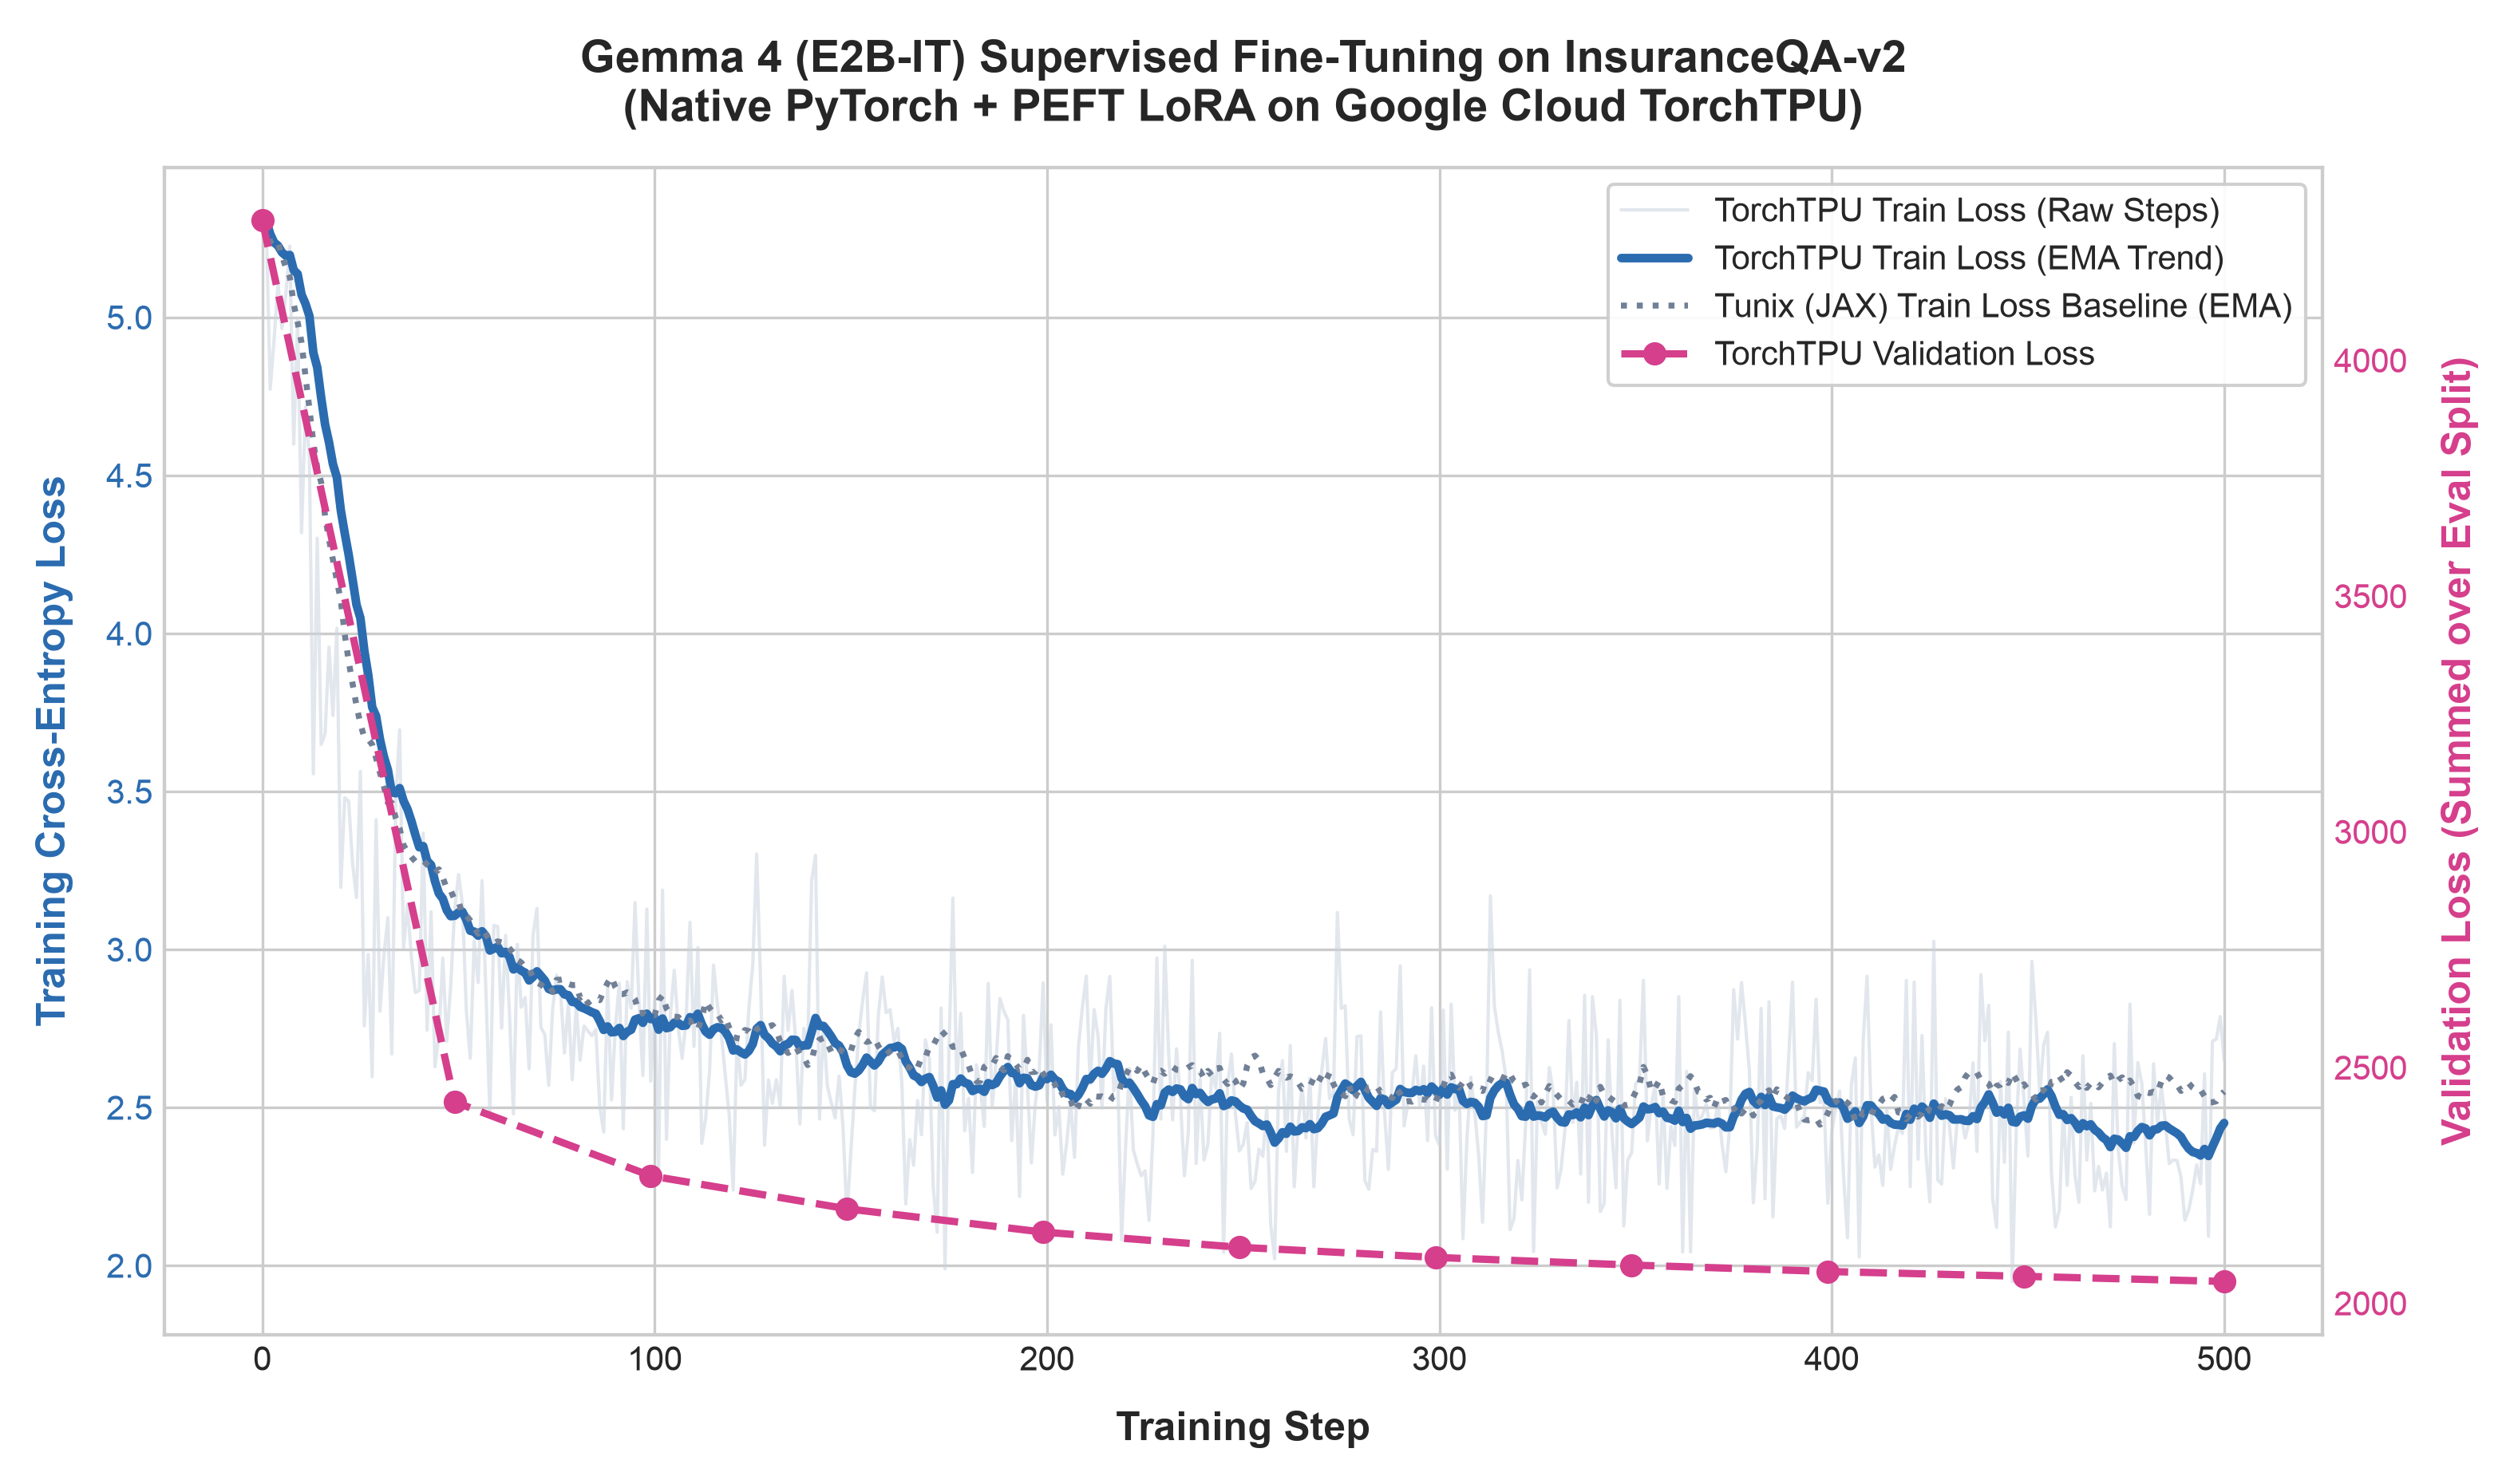 Gemma 4 (E2B-IT) Supervised Fine-Tuning on InsuranceQA-v2
(Native PyTorch + PEFT LoRA on Google Cloud TorchTPU)
TorchTPU Train Loss (Raw Steps)
TorchTPU Train Loss (EMA Trend)
Tunix (JAX) Train Loss Baseline (EMA)
TorchTPU Validation Loss
Training Cross-Entropy Loss
5.0
4.5
4.0
3.5
3.0
2.5
2.0
4000
3500
3000
2500
2000
Validation Loss (Summed over Eval Split)
0
100
200
300
400
500
Training Step